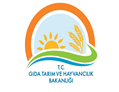 T.C.
GIDA TARIM VE HAYVANCILIK
BAKANLIĞI